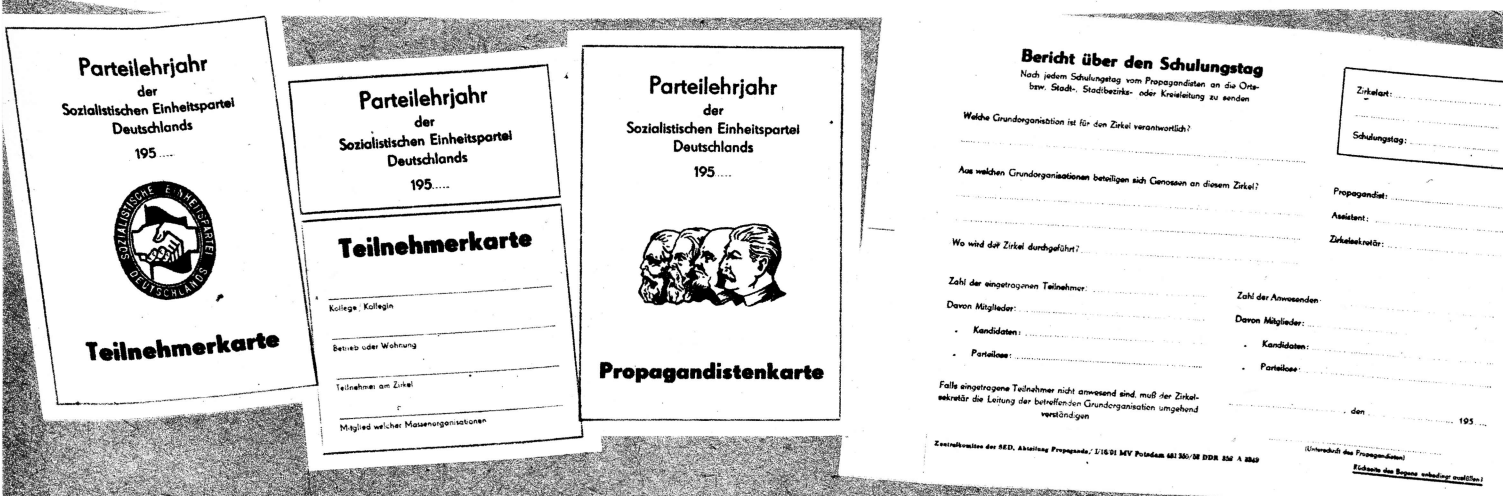 Parteilehrjahr
der
Sozialistischen Einheitspartei
Deutschlands
195.....
SOZIALISTISCHE EINHEITSPARTEI DEUTSCHLANDS
Teilnehmerkarte
Parteilehrjahr
der
Sozialistischen Einheitspartei
Deutschlands
195.....
Teilnehmerkarte
Kollege / Kollegin
Betrieb oder Wohnung
Teilnehmer am Zirkel
Mitglied welcher Massenorganisationen
Parteilehrjahr
der
Sozialistischen Einheitspartei
Deutschlands
195.....
Propagandistenkarte
Bericht über den Schulungstag
Nach jedem Schulungstag vom Propagandisten an die Orts-
bzw. Stadt-, Stadtbezirks- oder Kreisleitung zu senden
Zirkelart:
Schulungstag:
Welche Grundorganisation ist für den Zirkel verantwortlich?
Aus welchen Grundorganisationen beteiligen sich Genossen an diesem Zirkel?
Propagandist:
Assistent:
Zirkelsekretär:
Wo wird der Zirkel durchgeführt?
Zahl der eingetragenen Teilnehmer:
Davon Mitglieder:
„ Kandidaten:
„ Parteilose:
Zahl der Anwesenden
Davon Mitglieder:
„ Kandidaten:
„ Parteilose:
Falls eingetragene Teilnehmer nicht anwesend sind, muß der Zirkel-
sekretär die Leitung der betreffenden Grundorganisation umgehend
verständigen
, den 195
(Unterschrift des Propagandisten)
Zentralkomitee der SED, Abteilung Propaganda, MV Potsdam DDR
Rückseite des Bogens unbedingt ausfüllen!